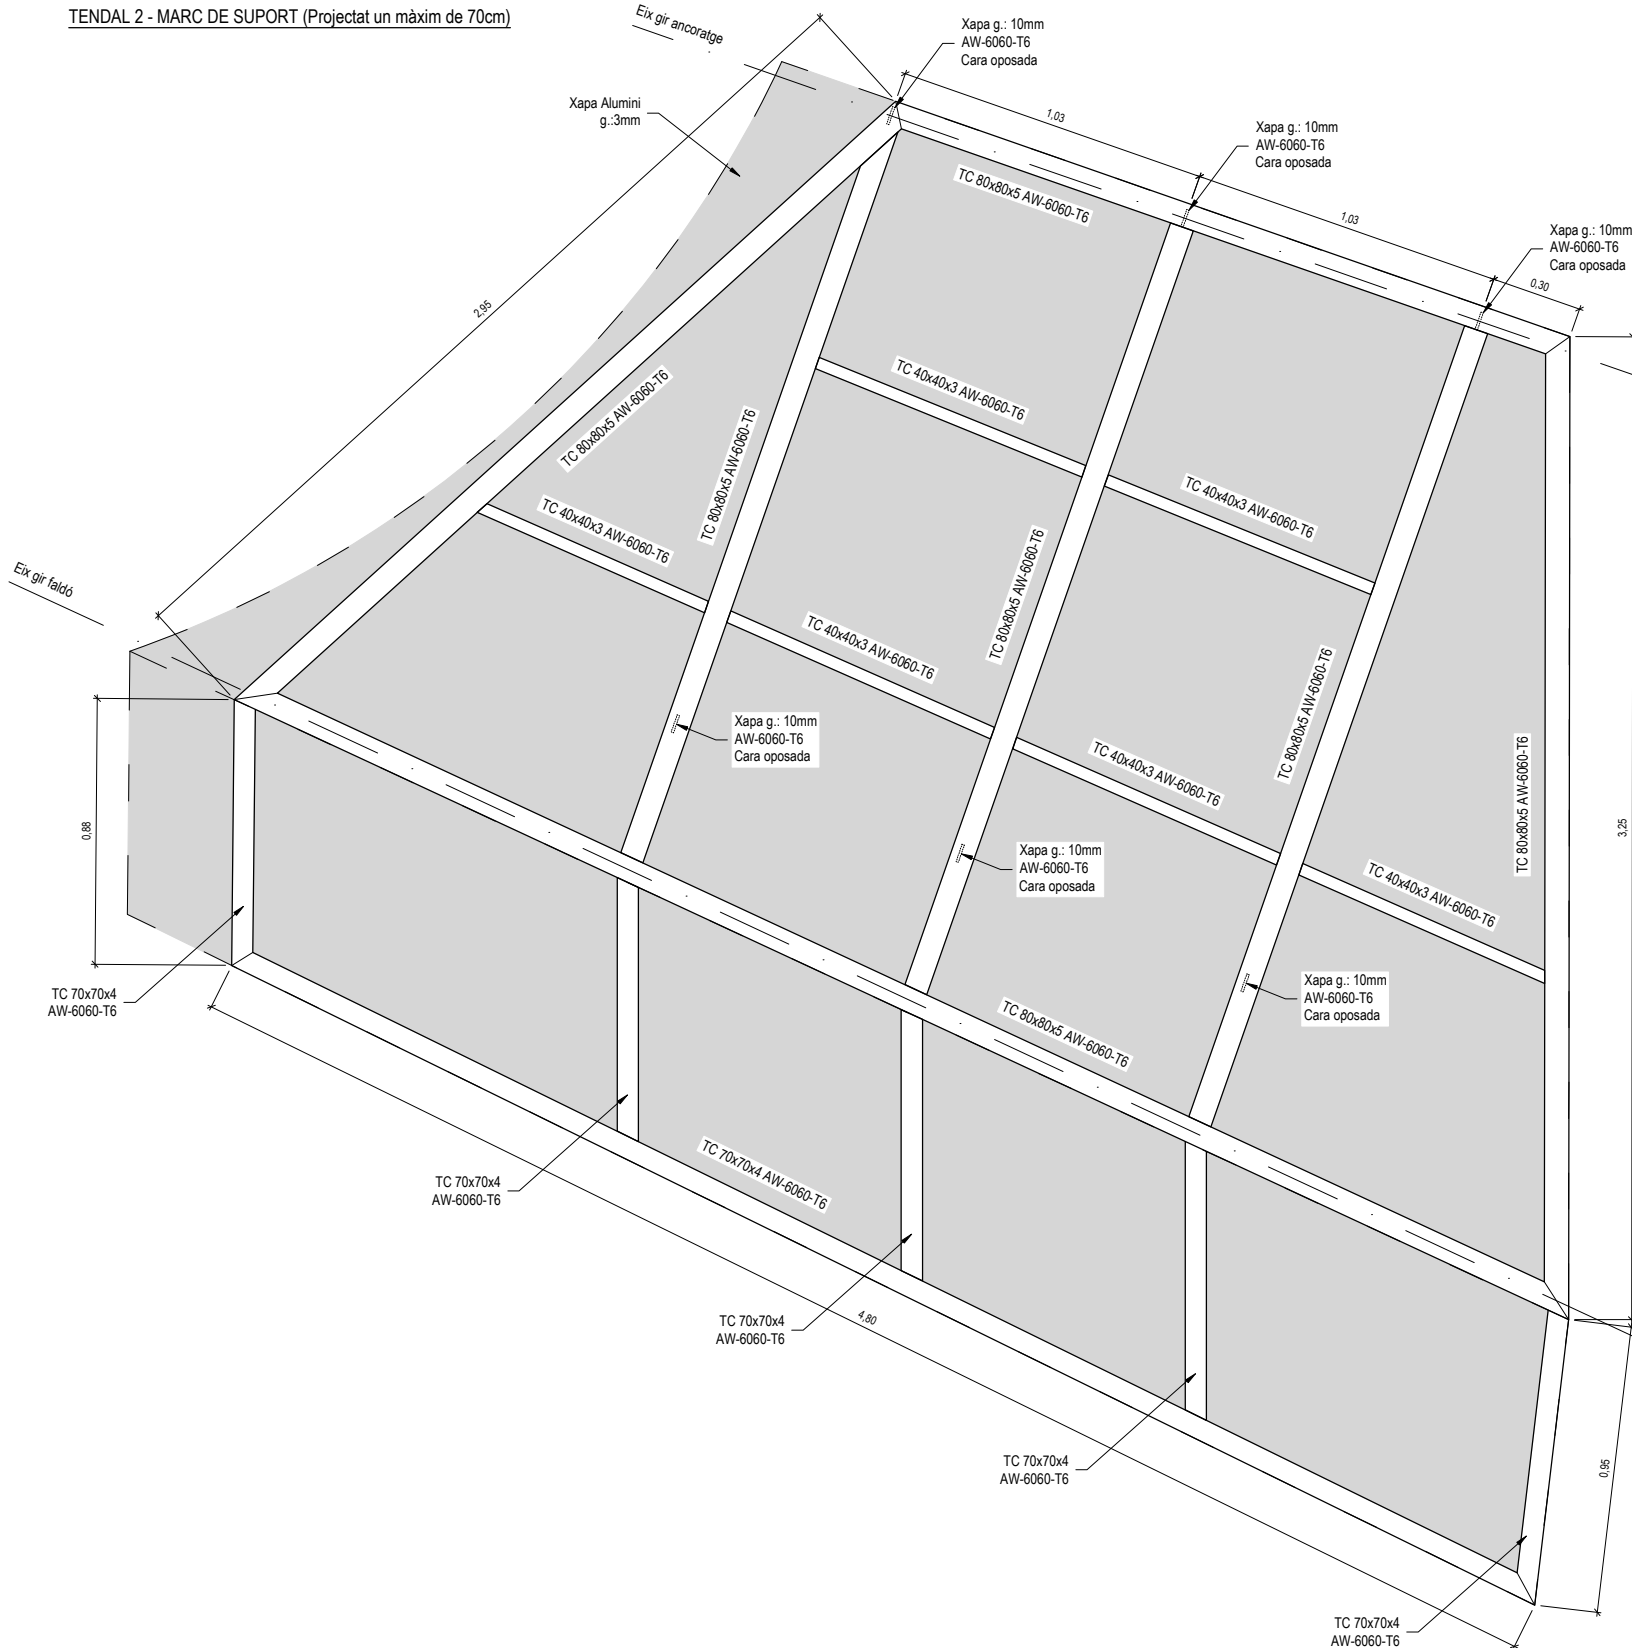 TENDAL 2 - MARC DE SUPORT (Projectat un màxim de 70cm)
Eix gir ancoratge
Xapa g.: 10mm
AW-6060-T6
Cara oposada
Xapa Alumini
g.:3mm
1,03
Xapa g.: 10mm
AW-6060-T6
Cara oposada
TC 80x80x5 AW-6060-T6
1,03
Xapa g.: 10mm
AW-6060-T6
Cara oposada
0,30
2,95
TC 80x80x5 AW-6060-T6
TC 40x40x3 AW-6060-T6
TC 80x80x5 AW-6060-T6
TC 40x40x3 AW-6060-T6
TC 40x40x3 AW-6060-T6
Eix gir faldó
TC 80x80x5 AW-6060-T6
TC 40x40x3 AW-6060-T6
TC 80x80x5 AW-6060-T6
Xapa g.: 10mm
AW-6060-T6
Cara oposada
TC 40x40x3 AW-6060-T6
TC 80x80x5 AW-6060-T6
3,25
0,88
Xapa g.: 10mm
AW-6060-T6
Cara oposada
TC 40x40x3 AW-6060-T6
Xapa g.: 10mm
AW-6060-T6
Cara oposada
TC 70x70x4
AW-6060-T6
TC 80x80x5 AW-6060-T6
TC 70x70x4
AW-6060-T6
TC 70x70x4 AW-6060-T6
TC 70x70x4
AW-6060-T6
4,80
TC 70x70x4
AW-6060-T6
0,95
TC 70x70x4
AW-6060-T6